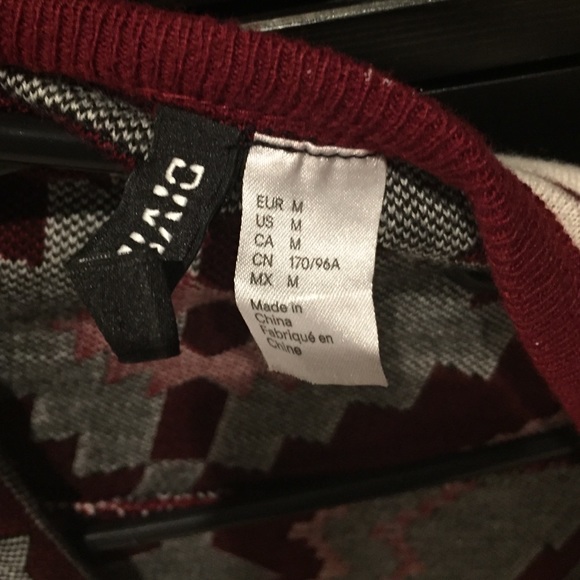 EUR M
US M
CA M
CN 170/96A
MX M
Made in
China
Fabriqué en
Chine